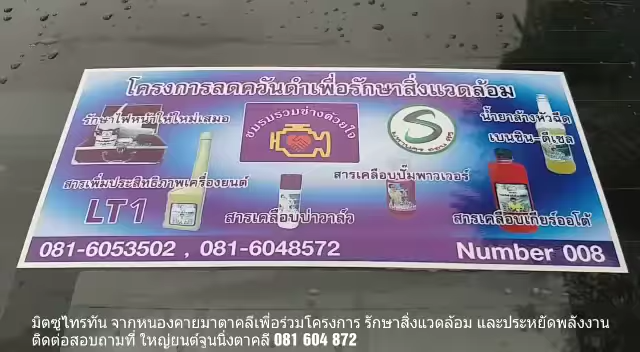 โครงการลดควันดำเพื่อรักษาสิ่งแวดล้อม
รักษาไฟหน้าให้ใหม่เสมอ
ชมรมรวมช่างด้วยใจ
S
น้ำยาล้างหัวฉีด
เบนซิน-ดีเซล
สารเพิ่มประสิทธิภาพเครื่องยนต์
LT1
สารเคลือบปั๊มพาวเวอร์
สารเคลือบบ่าวาล์ว
สารเคลือบเกียร์ออโต้
081-6053502 , 081-6048572
Number 008
มิตซูไทรทัน จากหนองคายมาตาคลีเพื่อร่วมโครงการ รักษาสิ่งแวดล้อม และประหยัดพลังงาน
ติดต่อสอบถามที่ ใหญ่ยนต์จูนนิ่งตาคลี 081 604 872